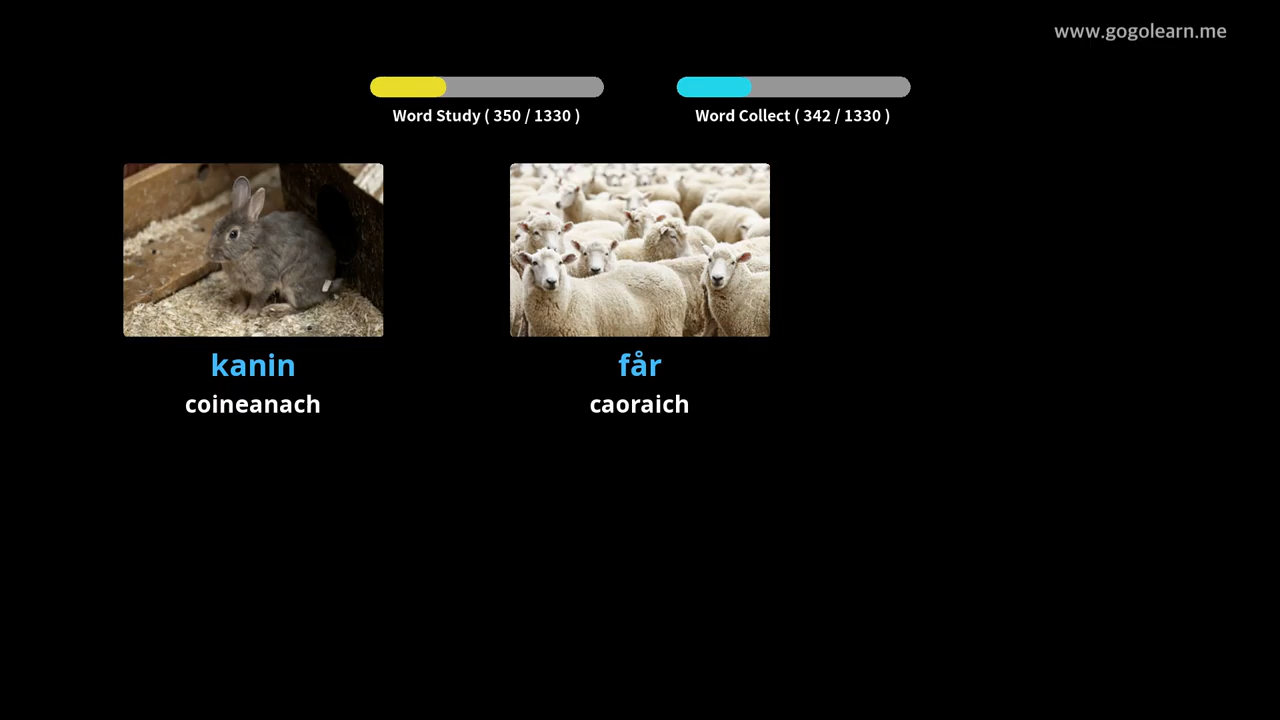 www.gogolearn.me
Word Study ( 350 / 1330 )
Word Collect ( 342 / 1330 )
kanin
coineanach
får
caoraich